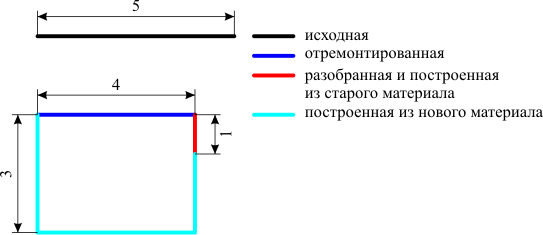 5
исходная
отремонтированная
разобранная и построенная
из старого материала
построенная из нового материала
4
1
3